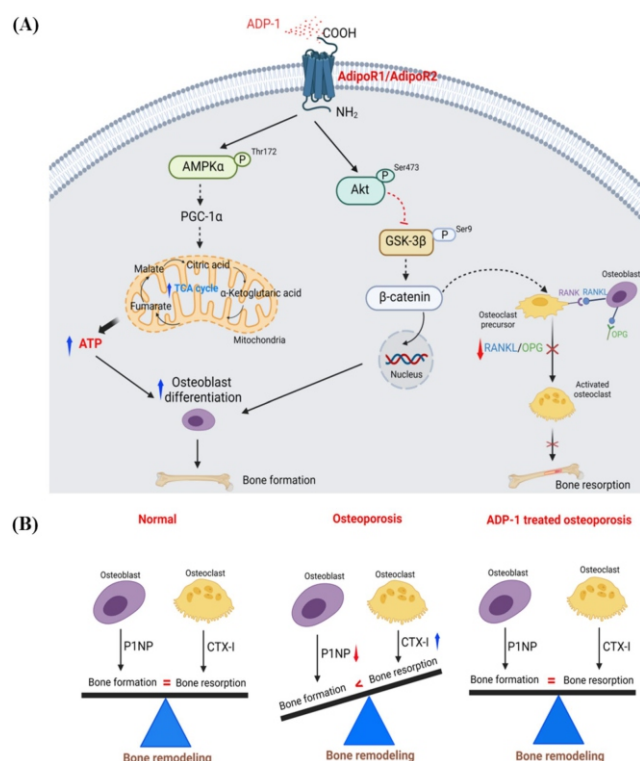 (A)
ADP-1
COOH
AdipoR1/AdipoR2
NH2
AMPKα
P
Thr172
Akt
P
Ser473
PGC-1α
GSK-3β
P
Ser9
Malate
Citric acid
TCA cycle
α-Ketoglutaric acid
Fumarate
Mitochondria
β-catenin
Osteoblast
RANK
RANKL
Osteoclast
precursor
OPG
ATP
RANKL/OPG
Nucleus
Osteoblast
differentiation
Activated
osteoclast
Bone formation
Bone resorption
(B)
Normal
Osteoporosis
ADP-1 treated osteoporosis
Osteoblast
Osteoclast
Osteoblast
Osteoclast
Osteoblast
Osteoclast
P1NP
CTX-I
P1NP
CTX-I
P1NP
CTX-I
Bone formation = Bone resorption
Bone formation < Bone resorption
Bone formation = Bone resorption
Bone remodeling
Bone remodeling
Bone remodeling